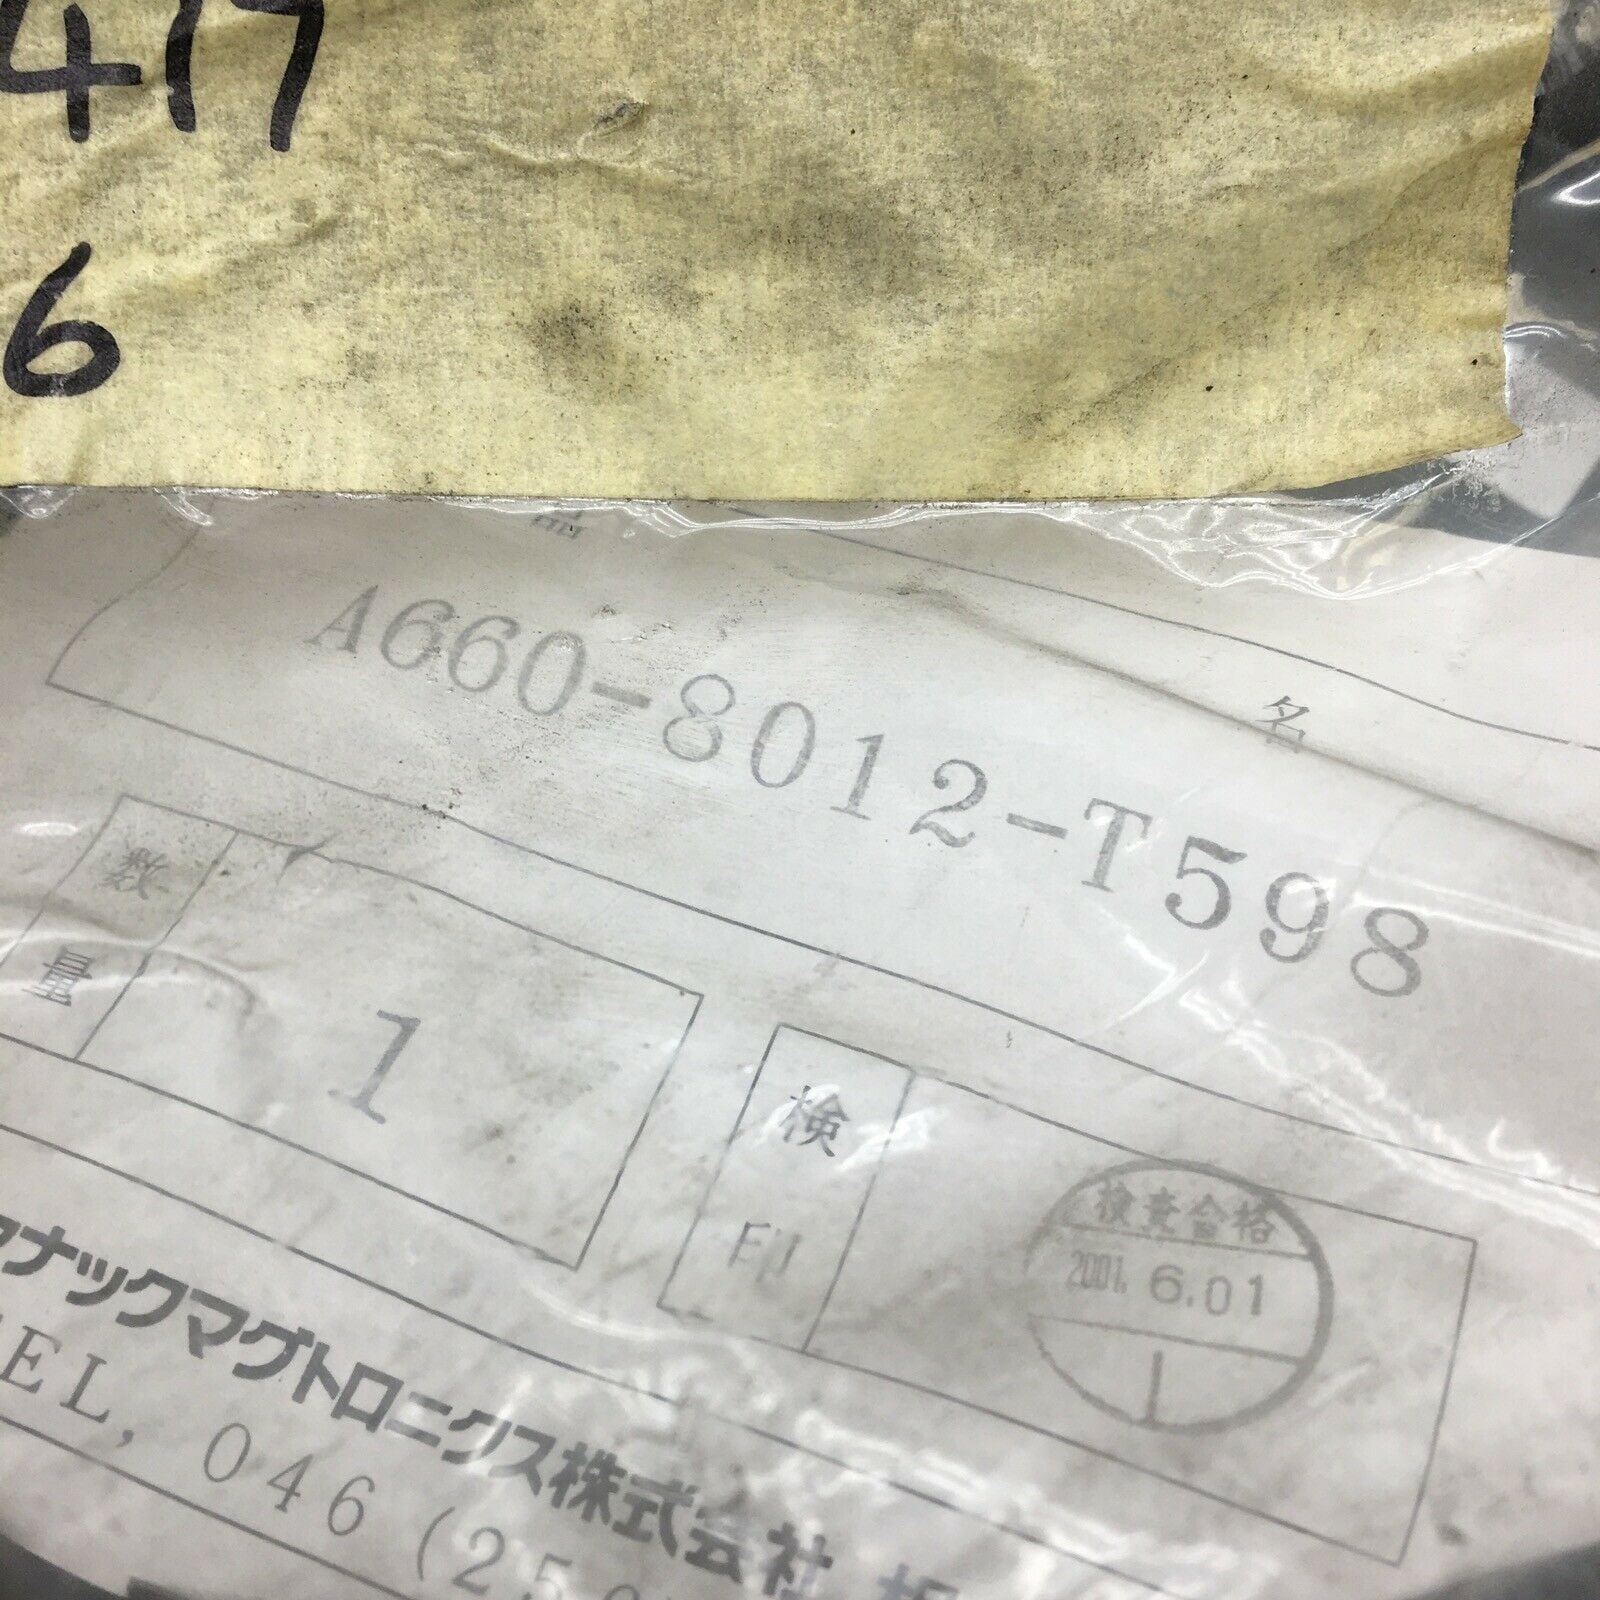 417
6
品
名
A660-8012-T598
数量
1
検印
検査合格
2001. 6.01
ナックマグトロニクス株式会社
EL, 046 (25